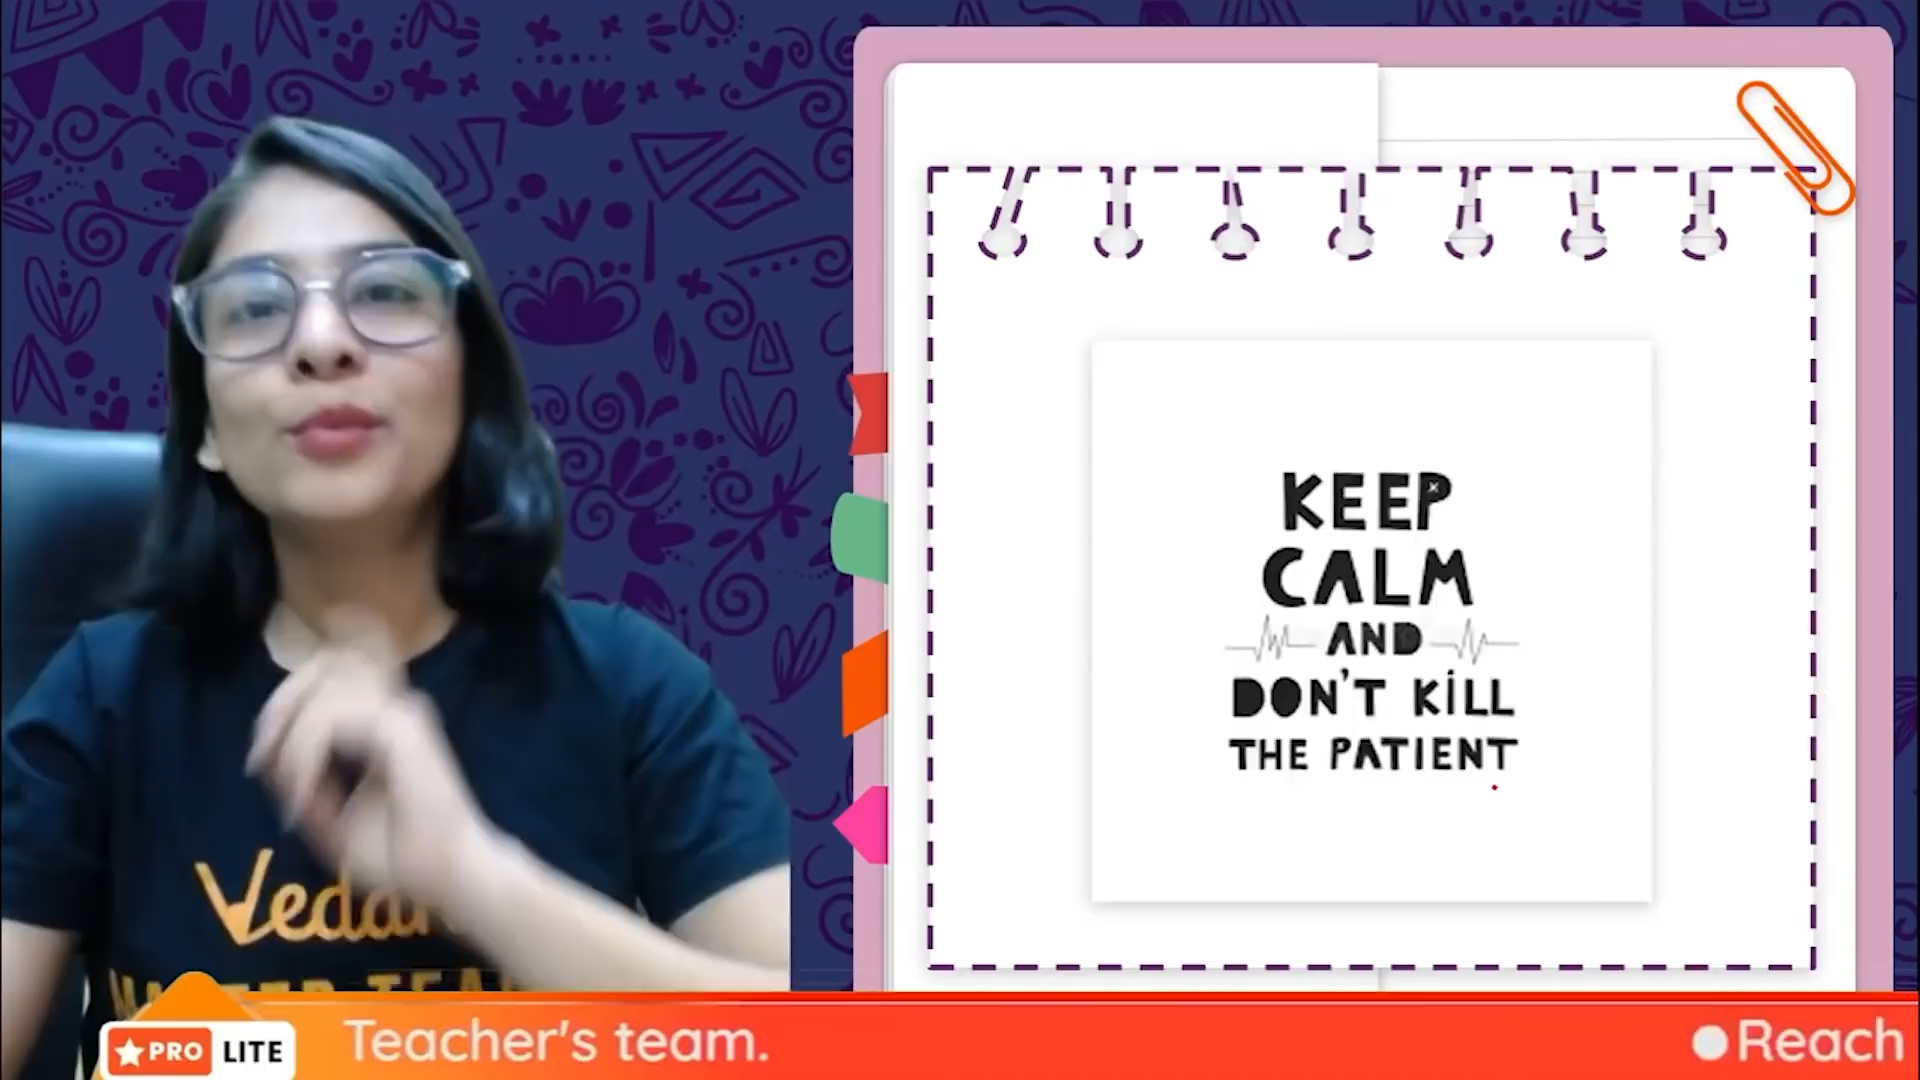 KEEP
CALM
AND
DON'T KILL
THE PATIENT
PRO LITE
Teacher's team.
Reach